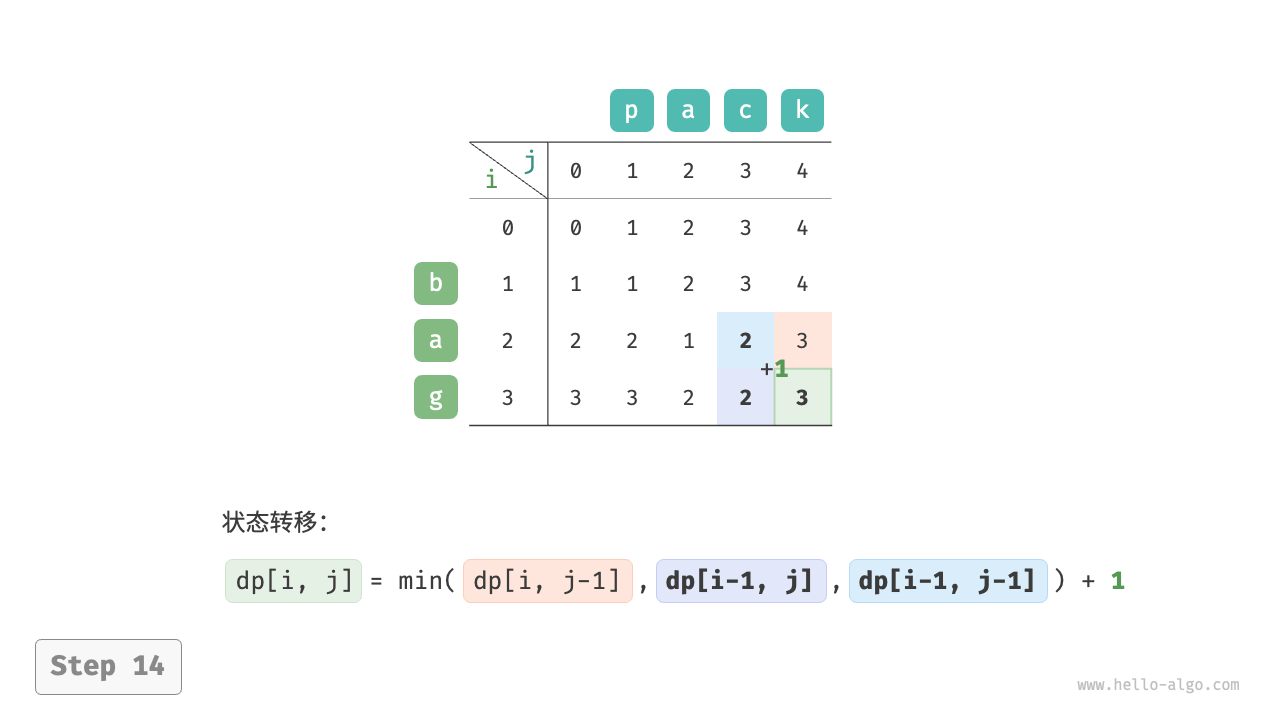 p a c k
i j 0 1 2 3 4
0 0 1 2 3 4
b 1 1 1 2 3 4
a 2 2 2 1 2 3
+1
g 3 3 3 2 2 3
状态转移：
dp[i, j] = min( dp[i, j-1] , dp[i-1, j] , dp[i-1, j-1] ) + 1
Step 14
www.hello-algo.com